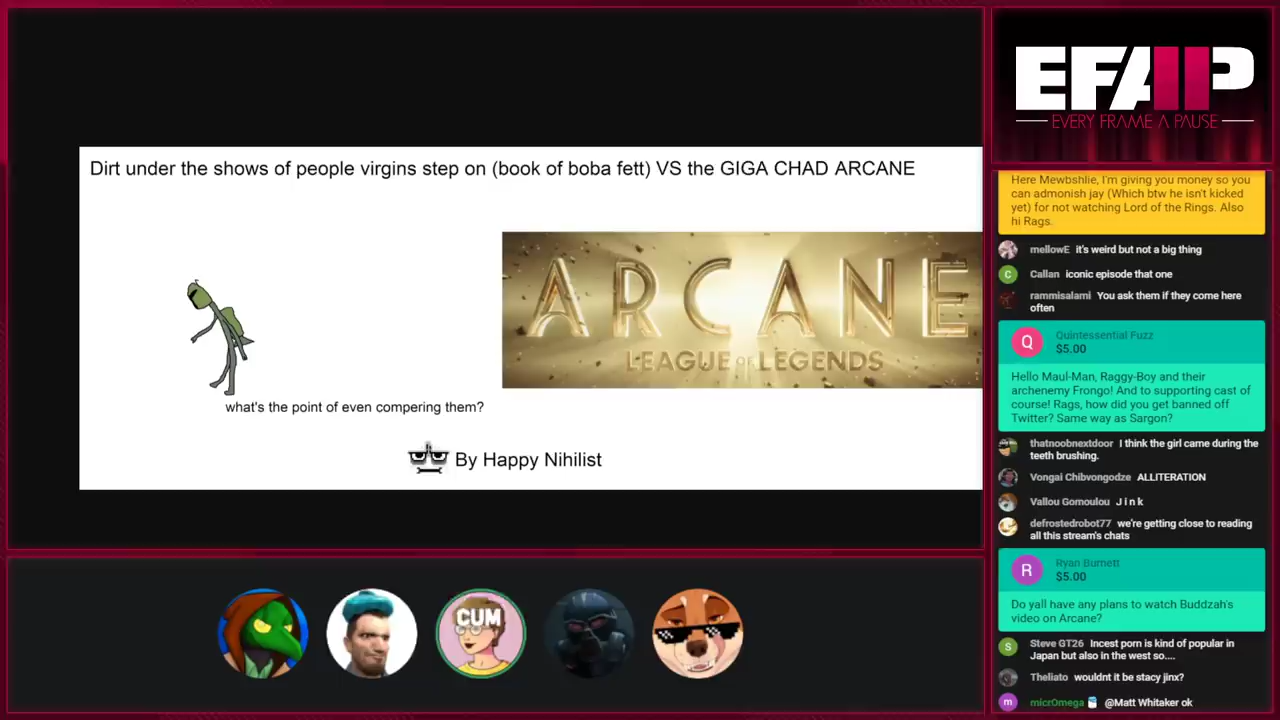 Dirt under the shows of people virgins step on (book of boba fett) VS the GIGA CHAD ARCANE
ARCANE
LEAGUE OF LEGENDS
what's the point of even compering them?
By Happy Nihilist
CUM
EFAP
EVERY FRAME A PAUSE
Here Mewbshlie, I'm giving you money so you
can admonish jay (Which btw he isn't kicked
yet) for not watching Lord of the Rings. Also
hi Rags.
mellowE it's weird but not a big thing
C
Callan iconic episode that one
rammisalami You ask them if they come here
often
Q
Quintessential Fuzz
$5.00
Hello Maul-Man, Raggy-Boy and their
archenemy Frongo! And to supporting cast of
course! Rags, how did you get banned off
Twitter? Same way as Sargon?
thatnoobnextdoor I think the girl came during the
teeth brushing.
Vongai Chibvongodze ALLITERATION
Vallou Gomoulou J i n k
defrostedrobot77 we're getting close to reading
all this stream's chats
R
Ryan Burnett
$5.00
Do yall have any plans to watch Buddzah's
video on Arcane?
S
Steve GT26 Incest porn is kind of popular in
Japan but also in the west so....
Theliato wouldnt it be stacy jinx?
m
micrOmega @Matt Whitaker ok